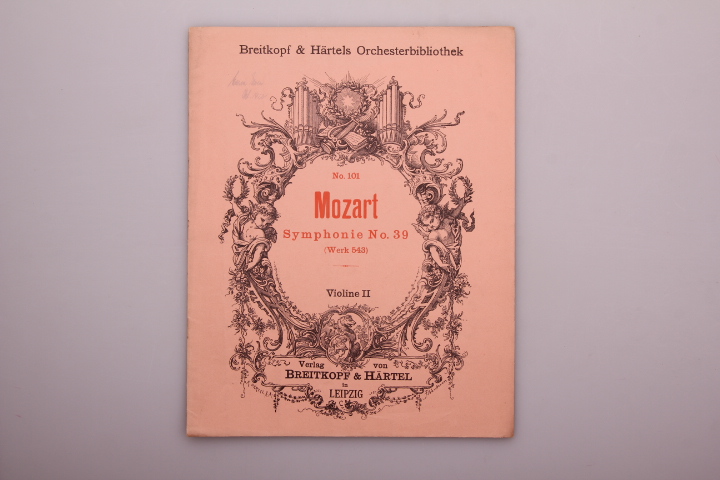 Breitkopf & Härtels Orchesterbibliothek
No. 101
Mozart
Symphonie No. 39
(Werk 543)
Violine II
Verlag von
BREITKOPF & HÄRTEL
in
LEIPZIG